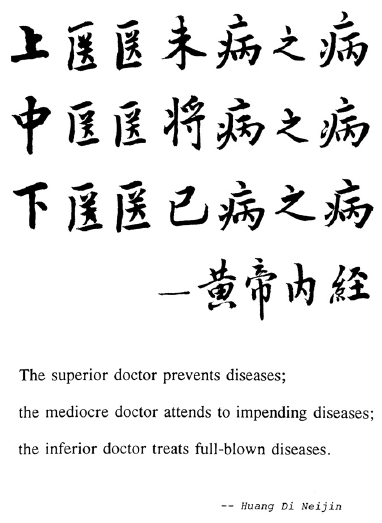 上医医未病之病
中医医将病之病
下医医已病之病
—黄帝内経
The superior doctor prevents diseases;
the mediocre doctor attends to impending diseases;
the inferior doctor treats full-blown diseases.
-- Huang Di Neijin